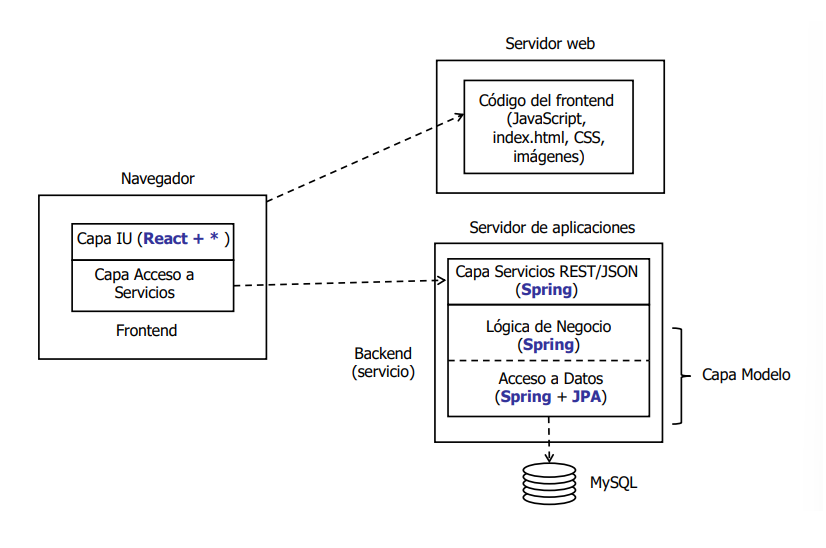 Servidor web
Código del frontend
(JavaScript,
index.html, CSS,
imágenes)
Navegador
Capa IU (React + * )
Capa Acceso a
Servicios
Frontend
Servidor de aplicaciones
Capa Servicios REST/JSON
(Spring)
Lógica de Negocio
(Spring)
Backend
(servicio)
Acceso a Datos
(Spring + JPA)
Capa Modelo
MySQL